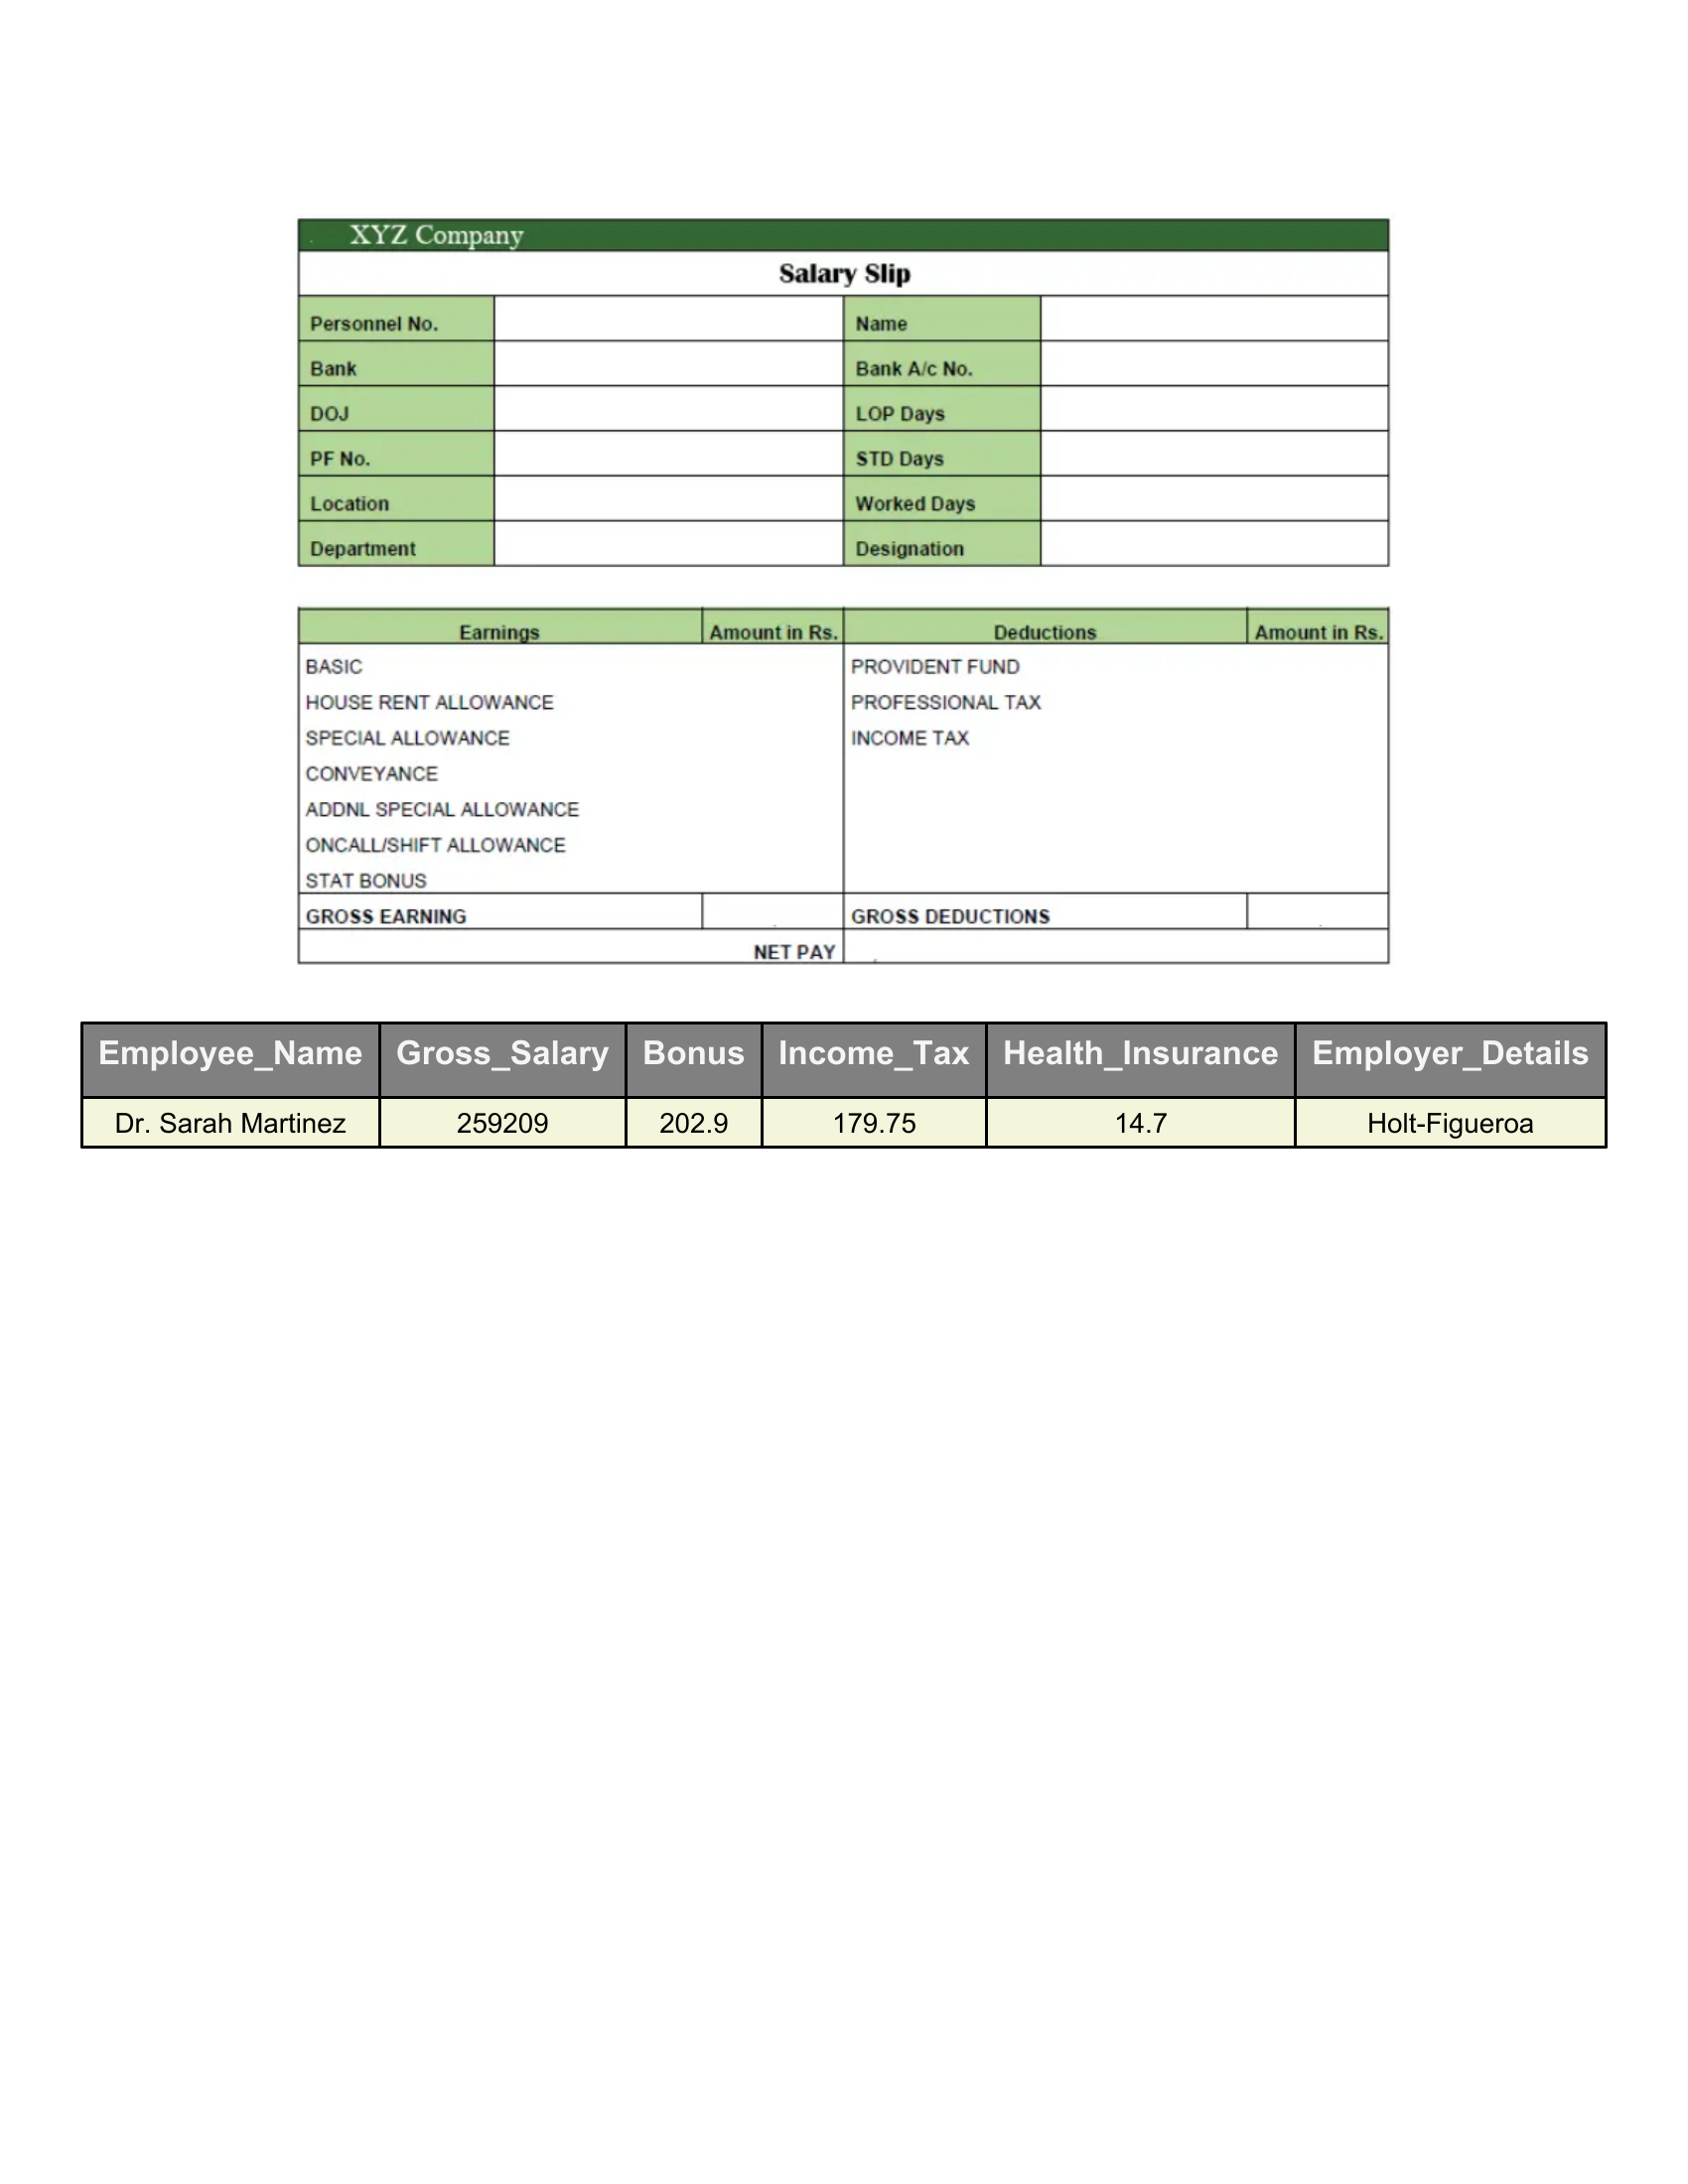 XYZ Company
Salary Slip
Personnel No. Name
Bank Bank A/c No.
DOJ LOP Days
PF No. STD Days
Location Worked Days
Department Designation
Earnings Amount in Rs. Deductions Amount in Rs.
BASIC PROVIDENT FUND
HOUSE RENT ALLOWANCE PROFESSIONAL TAX
SPECIAL ALLOWANCE INCOME TAX
CONVEYANCE
ADDNL SPECIAL ALLOWANCE
ONCALL/SHIFT ALLOWANCE
STAT BONUS
GROSS EARNING GROSS DEDUCTIONS
NET PAY
Employee_Name Gross_Salary Bonus Income_Tax Health_Insurance Employer_Details
Dr. Sarah Martinez 259209 202.9 179.75 14.7 Holt-Figueroa